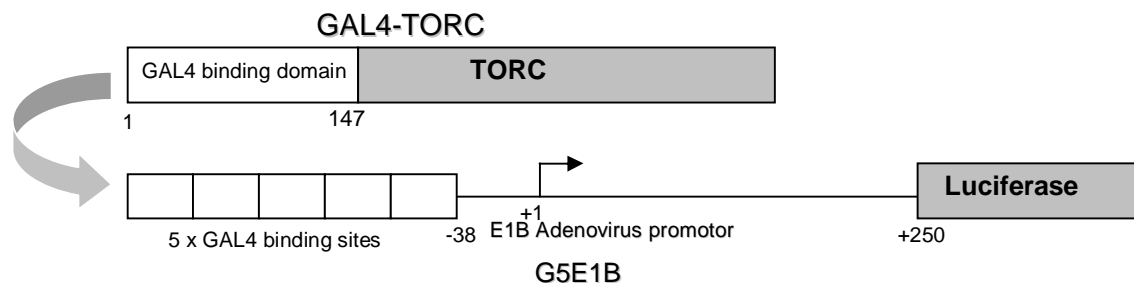 GAL4-TORC
GAL4 binding domain TORC
1 147
Luciferase
+1
5 x GAL4 binding sites -38 E1B Adenovirus promotor +250
G5E1B